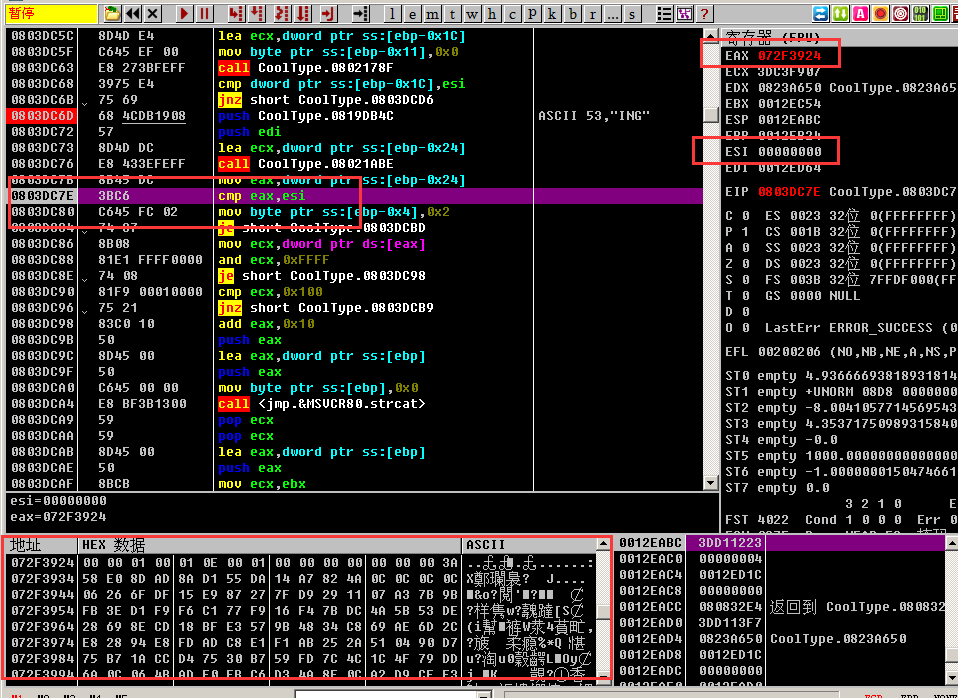 暂停
l e m t w h c p k b r ... s
0803DC5C 8D4D E4 lea ecx,dword ptr ss:[ebp-0x1C]
0803DC5F C645 EF 00 mov byte ptr ss:[ebp-0x11],0x0
0803DC63 E8 273BFEFF call CoolType.0802178F
0803DC68 3975 E4 cmp dword ptr ss:[ebp-0x1C],esi
0803DC6B 75 69 jnz short CoolType.0803DCD6
0803DC6D 68 4CDB1908 push CoolType.0819DB4C ASCII 53,"ING"
0803DC72 57 push edi
0803DC73 8D4D DC lea ecx,dword ptr ss:[ebp-0x24]
0803DC76 E8 433EFEFF call CoolType.08021ABE
0803DC7B 8B45 DC mov eax,dword ptr ss:[ebp-0x24]
0803DC7E 3BC6 cmp eax,esi
0803DC80 C645 FC 02 mov byte ptr ss:[ebp-0x4],0x2
0803DC84 74 07 je short CoolType.0803DCBD
0803DC86 8B08 mov ecx,dword ptr ds:[eax]
0803DC88 81E1 FFFF0000 and ecx,0xFFFF
0803DC8E 74 08 je short CoolType.0803DC98
0803DC90 81F9 00010000 cmp ecx,0x100
0803DC96 75 21 jnz short CoolType.0803DCB9
0803DC98 83C0 10 add eax,0x10
0803DC9B 50 push eax
0803DC9C 8D45 00 lea eax,dword ptr ss:[ebp]
0803DC9F 50 push eax
0803DCA0 C645 00 00 mov byte ptr ss:[ebp],0x0
0803DCA4 E8 BF3B1300 call <jmp.&MSVCR80.strcat>
0803DCA9 59 pop ecx
0803DCAA 59 pop ecx
0803DCAB 8D45 00 lea eax,dword ptr ss:[ebp]
0803DCAE 50 push eax
0803DCAF 8BCB mov ecx,ebx
esi=00000000
eax=072F3924
寄存器 (FPU)
EAX 072F3924
ECX 3DC3F907
EDX 0823A650 CoolType.0823A65
EBX 0012EC54
ESP 0012EABC
EBP 0012EB24
ESI 00000000
EDI 0012ED64
EIP 0803DC7E CoolType.0803DC7
C 0 ES 0023 32位 0(FFFFFFFF)
P 1 CS 001B 32位 0(FFFFFFFF)
A 0 SS 0023 32位 0(FFFFFFFF)
Z 0 DS 0023 32位 0(FFFFFFFF)
S 0 FS 003B 32位 7FFDF000(FF
T 0 GS 0000 NULL
D 0
O 0 LastErr ERROR_SUCCESS (0
EFL 00200206 (NO,NB,NE,A,NS,P
ST0 empty 4.93666693818931814
ST1 empty +UNORM 08D8 0000000
ST2 empty -8.0041057714569543
ST3 empty 4.35371750989315840
ST4 empty -0.0
ST5 empty 1000.00000000000000
ST6 empty -1.0000000150474661
ST7 empty 0.0
3 2 1 0 E
FST 4022 Cond 1 0 0 0 Err 0
地址 HEX 数据 ASCII
072F3924 00 00 01 00 01 0E 00 01 00 00 00 00 00 00 00 3A
072F3934 58 E0 8D AD 8A D1 55 DA 14 A7 82 4A 0C 0C 0C 0C
072F3944 06 26 6F DF 15 E9 87 27 7F D9 29 11 07 A3 7B 9B
072F3954 FB 3E D1 F9 F6 C1 77 F9 16 F4 7B DC 4A 5B 53 DE
072F3964 28 69 8E CD 18 BF E3 57 9B 48 34 C8 69 AE 6D 2C
072F3974 E8 28 94 E8 FD AD C8 E1 F1 AB 25 2A 51 04 90 D7
072F3984 75 B7 1A CC D4 75 30 B7 59 FD 7C 4C 1C 4F 79 DD
0012EABC 3DD11223
0012EAC0 00000004
0012EAC4 0012ED1C
0012EAC8 00000000
0012EACC 080832E4 返回到 CoolType.080832
0012EAD0 3DD113F7
0012EAD4 0823A650 CoolType.0823A650
0012EAD8 0012ED1C
0012EADC 00000000